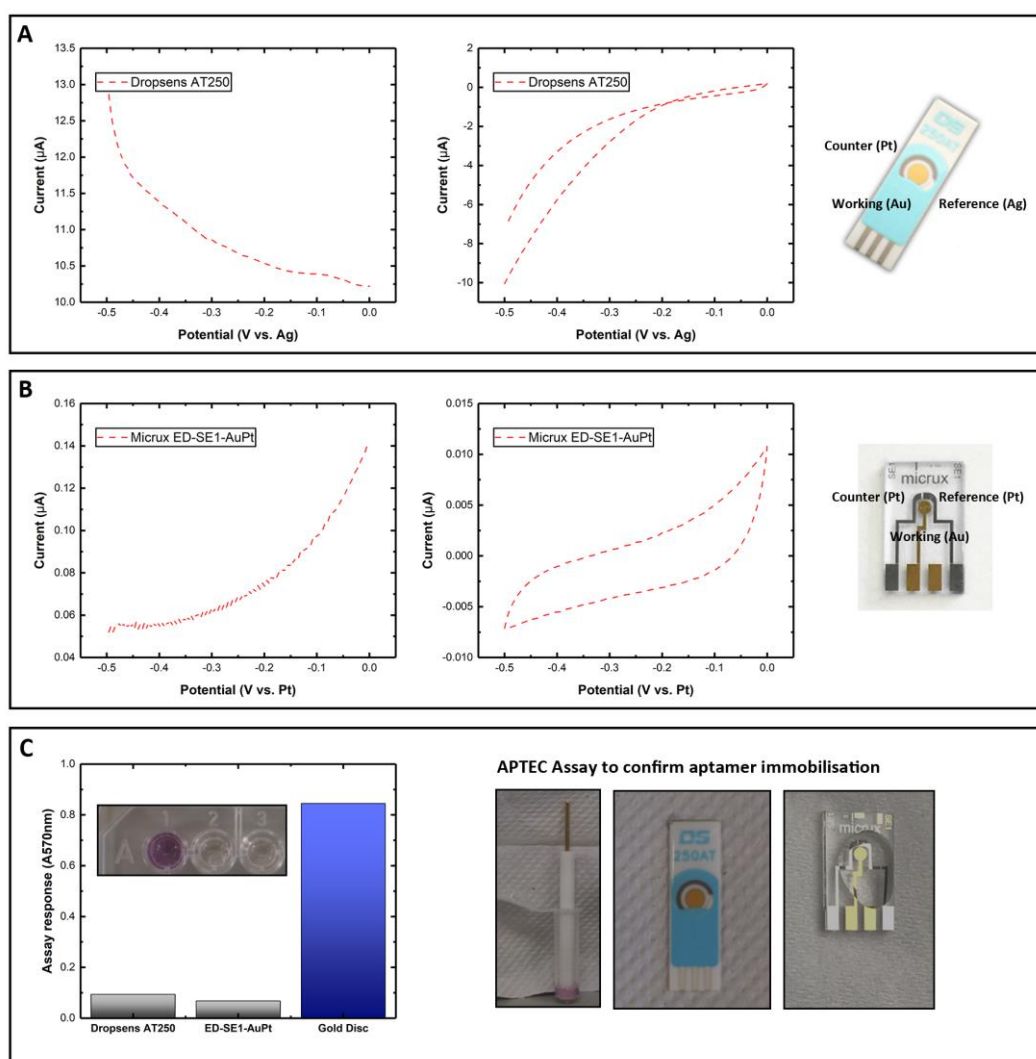 A
13.5
13.0
12.5
12.0
11.5
11.0
10.5
10.0
Current (µA)
Dropsens AT250
-0.5 -0.4 -0.3 -0.2 -0.1 0.0
Potential (V vs. Ag)
2
0
-2
-4
-6
-8
-10
Current (µA)
Dropsens AT250
-0.5 -0.4 -0.3 -0.2 -0.1 0.0
Potential (V vs. Ag)
DS
250AT
Counter (Pt)
Working (Au) Reference (Ag)
B
0.16
0.14
0.12
0.10
0.08
0.06
0.04
Current (µA)
Micrux ED-SE1-AuPt
-0.5 -0.4 -0.3 -0.2 -0.1 0.0
Potential (V vs. Pt)
0.015
0.010
0.005
0.000
-0.005
-0.010
Current (µA)
Micrux ED-SE1-AuPt
-0.5 -0.4 -0.3 -0.2 -0.1 0.0
Potential (V vs. Pt)
SE1 SE1
micrux
Counter (Pt) Reference (Pt)
Working (Au)
C
1.0
0.8
0.6
0.4
0.2
0.0
Assay response (A570nm)
1 2 3
A
Dropsens AT250 ED-SE1-AuPt Gold Disc
APTEC Assay to confirm aptamer immobilisation
DS
250AT
micrux